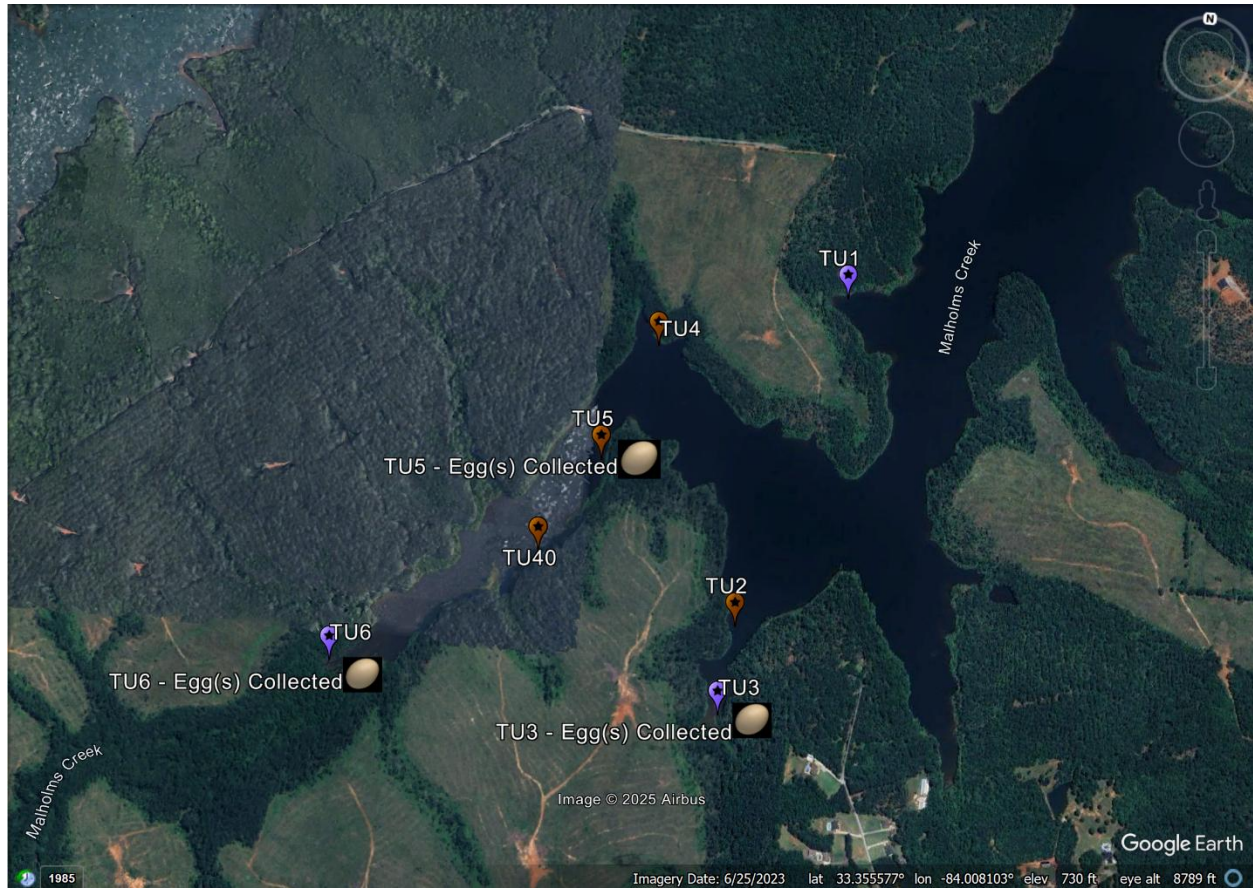 N
TU1
Malholms Creek
TU4
TU5
TU5 - Egg(s) Collected
TU40
TU2
TU6
TU6 - Egg(s) Collected
TU3
TU3 - Egg(s) Collected
Malholms Creek
Image © 2025 Airbus
Google Earth
1985
Imagery Date: 6/25/2023 lat 33.355577° lon -84.008103° elev 730 ft eye alt 8789 ft